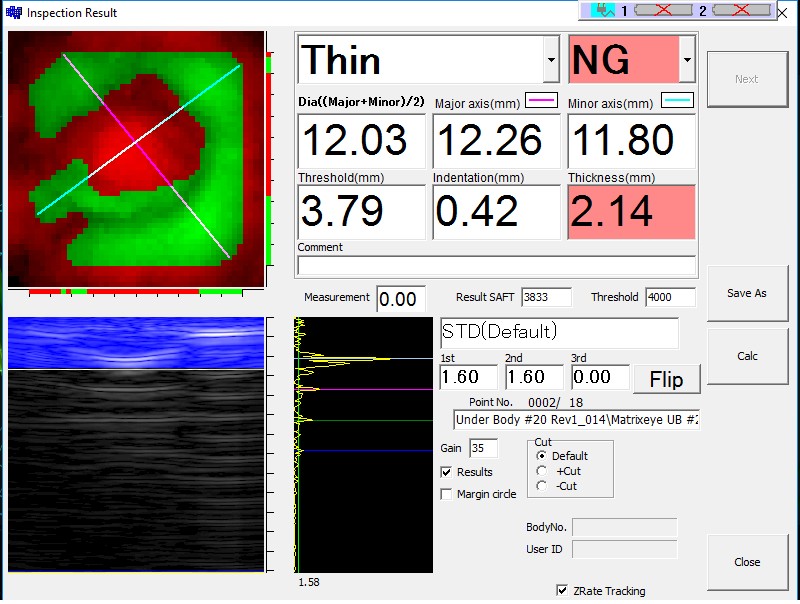 Inspection Result
1 2
Thin NG
Next
Dia((Major+Minor)/2) Major axis(mm) Minor axis(mm)
12.03 12.26 11.80
Threshold(mm) Indentation(mm) Thickness(mm)
3.79 0.42 2.14
Comment
Measurement 0.00 Result SAFT 3833 Threshold 4000
Save As
STD(Default)
1st 2nd 3rd
1.60 1.60 0.00 Flip
Calc
Point No. 0002/ 18
Under Body #20 Rev1_014\Matrixeye UB #2
Gain 35
Cut
Default
Results
+Cut
-Cut
Margin circle
BodyNo.
User ID
Close
1.58
ZRate Tracking